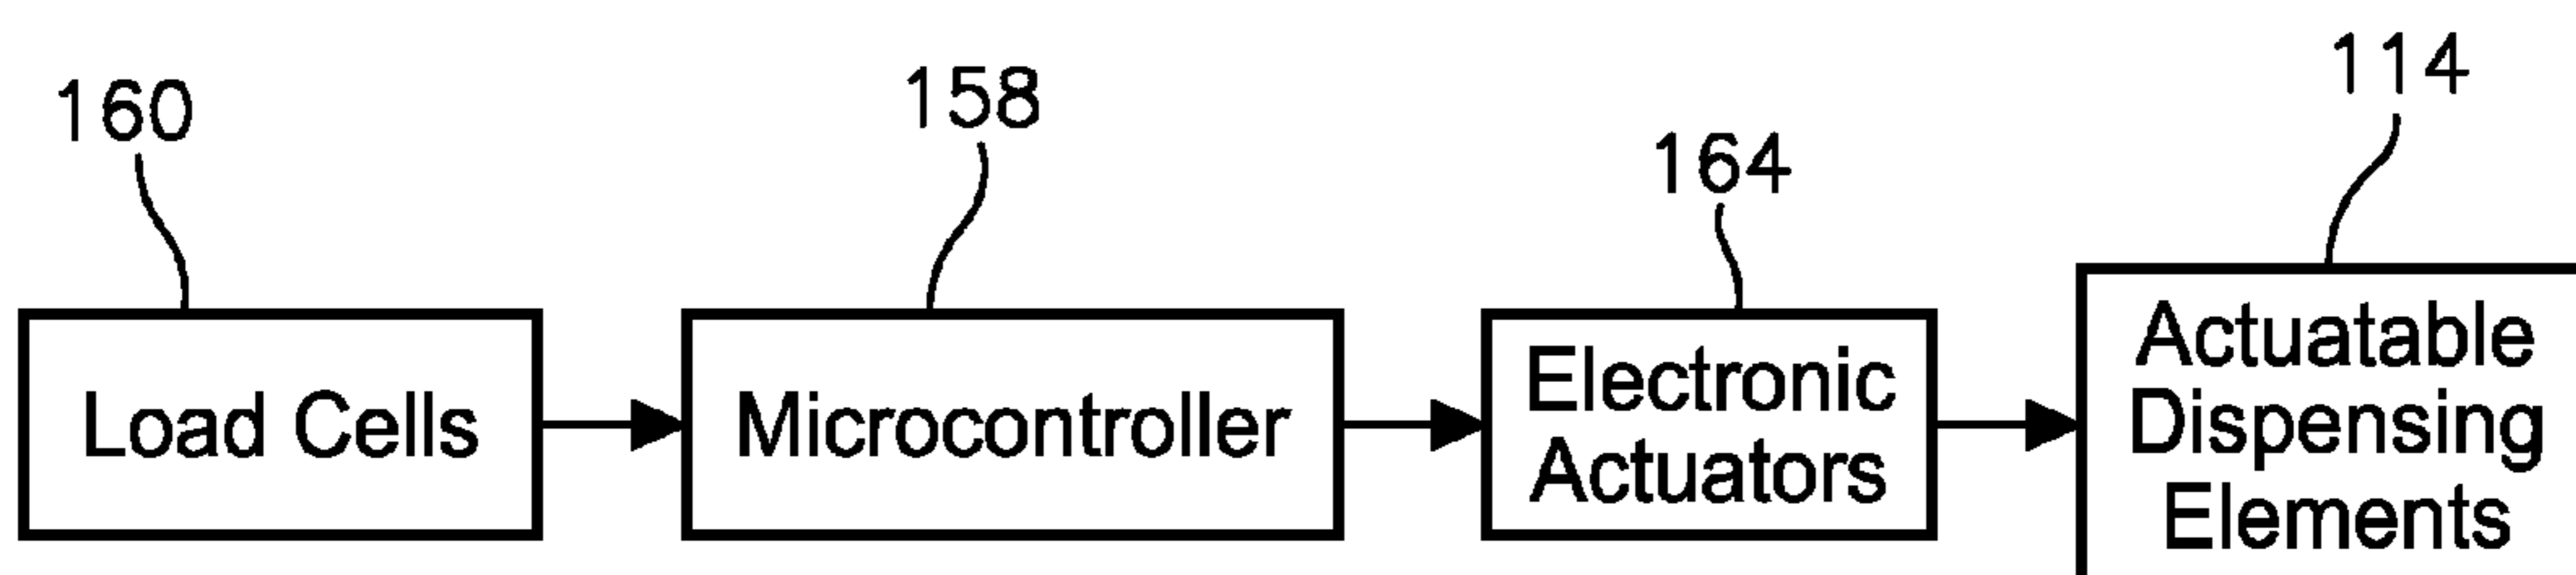 160
158
164
114
Load Cells
Microcontroller
Electronic
Actuators
Actuatable
Dispensing
Elements